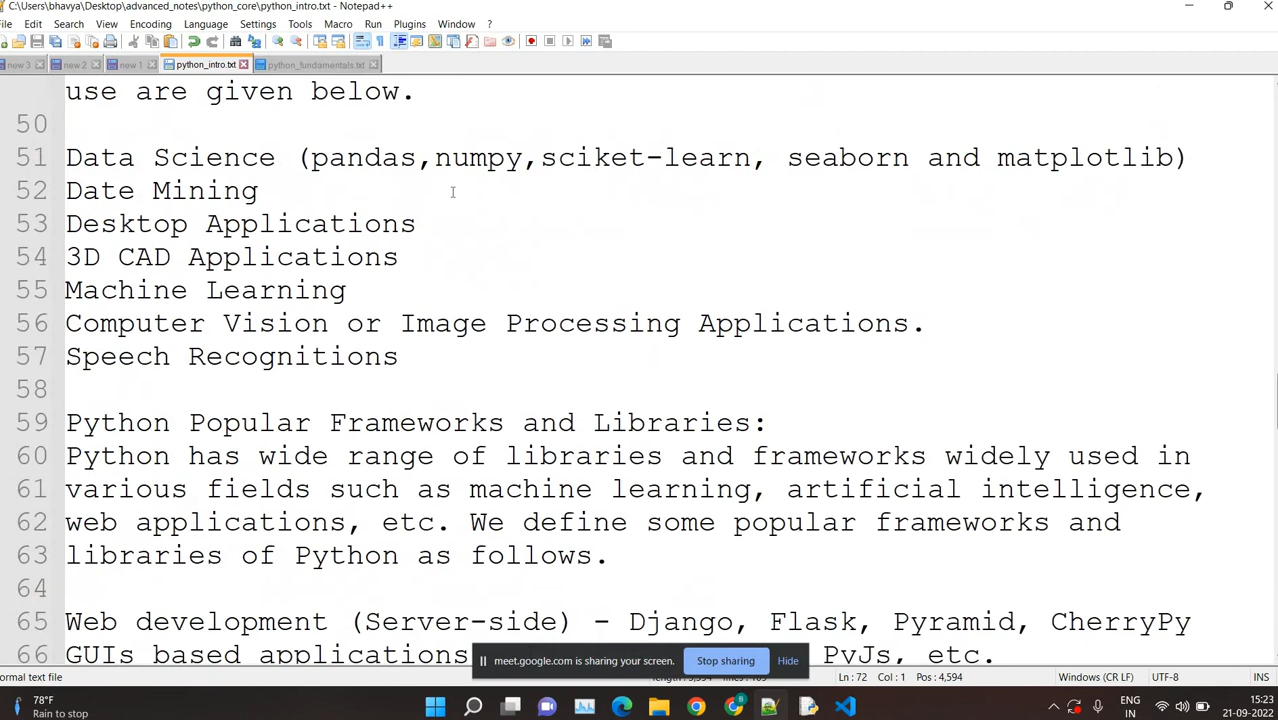 C:\Users\bhavya\Desktop\advanced_notes\python_core\python_intro.txt - Notepad++
File Edit Search View Encoding Language Settings Tools Macro Run Plugins Window ?
new 3 new 2 new 1 python_intro.txt python_fundamentals.txt
use are given below.
50
51 Data Science (pandas,numpy,sciket-learn, seaborn and matplotlib)
52 Date Mining
53 Desktop Applications
54 3D CAD Applications
55 Machine Learning
56 Computer Vision or Image Processing Applications.
57 Speech Recognitions
58
59 Python Popular Frameworks and Libraries:
60 Python has wide range of libraries and frameworks widely used in
61 various fields such as machine learning, artificial intelligence,
62 web applications, etc. We define some popular frameworks and
63 libraries of Python as follows.
64
65 Web development (Server-side) - Django, Flask, Pyramid, CherryPy
66 GUIs based applications PyJs, etc.
meet.google.com is sharing your screen. Stop sharing Hide
ormal text file Ln : 72 Col : 1 Pos : 4,594 Windows (CR LF) UTF-8 INS
78°F
Rain to stop
ENG
IN
15:23
21-09-2022